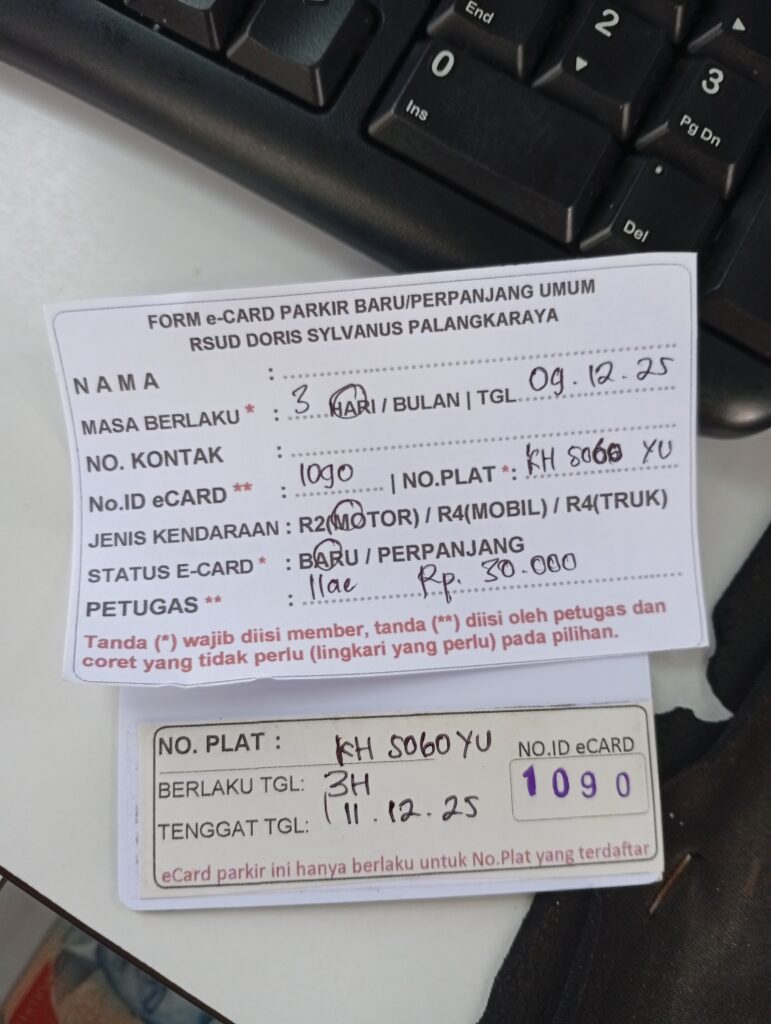 End
2
0
Ins
3
Pg Dn
.
Del
FORM e-CARD PARKIR BARU/PERPANJANG UMUM
RSUD DORIS SYLVANUS PALANGKARAYA
NAMA :
MASA BERLAKU * : 3 HARI / BULAN | TGL 09.12.25
NO. KONTAK :
No.ID eCARD ** : 1090 | NO.PLAT *: KH 5060 YU
JENIS KENDARAAN : R2(MOTOR) / R4(MOBIL) / R4(TRUK)
STATUS E-CARD * : BARU / PERPANJANG
PETUGAS ** : Rp. 30.000
Tanda (*) wajib diisi member, tanda (**) diisi oleh petugas dan
coret yang tidak perlu (lingkari yang perlu) pada pilihan.
NO. PLAT : KH 5060 YU
NO.ID eCARD
1090
BERLAKU TGL: 3H
TENGGAT TGL: 11.12.25
eCard parkir ini hanya berlaku untuk No.Plat yang terdaftar